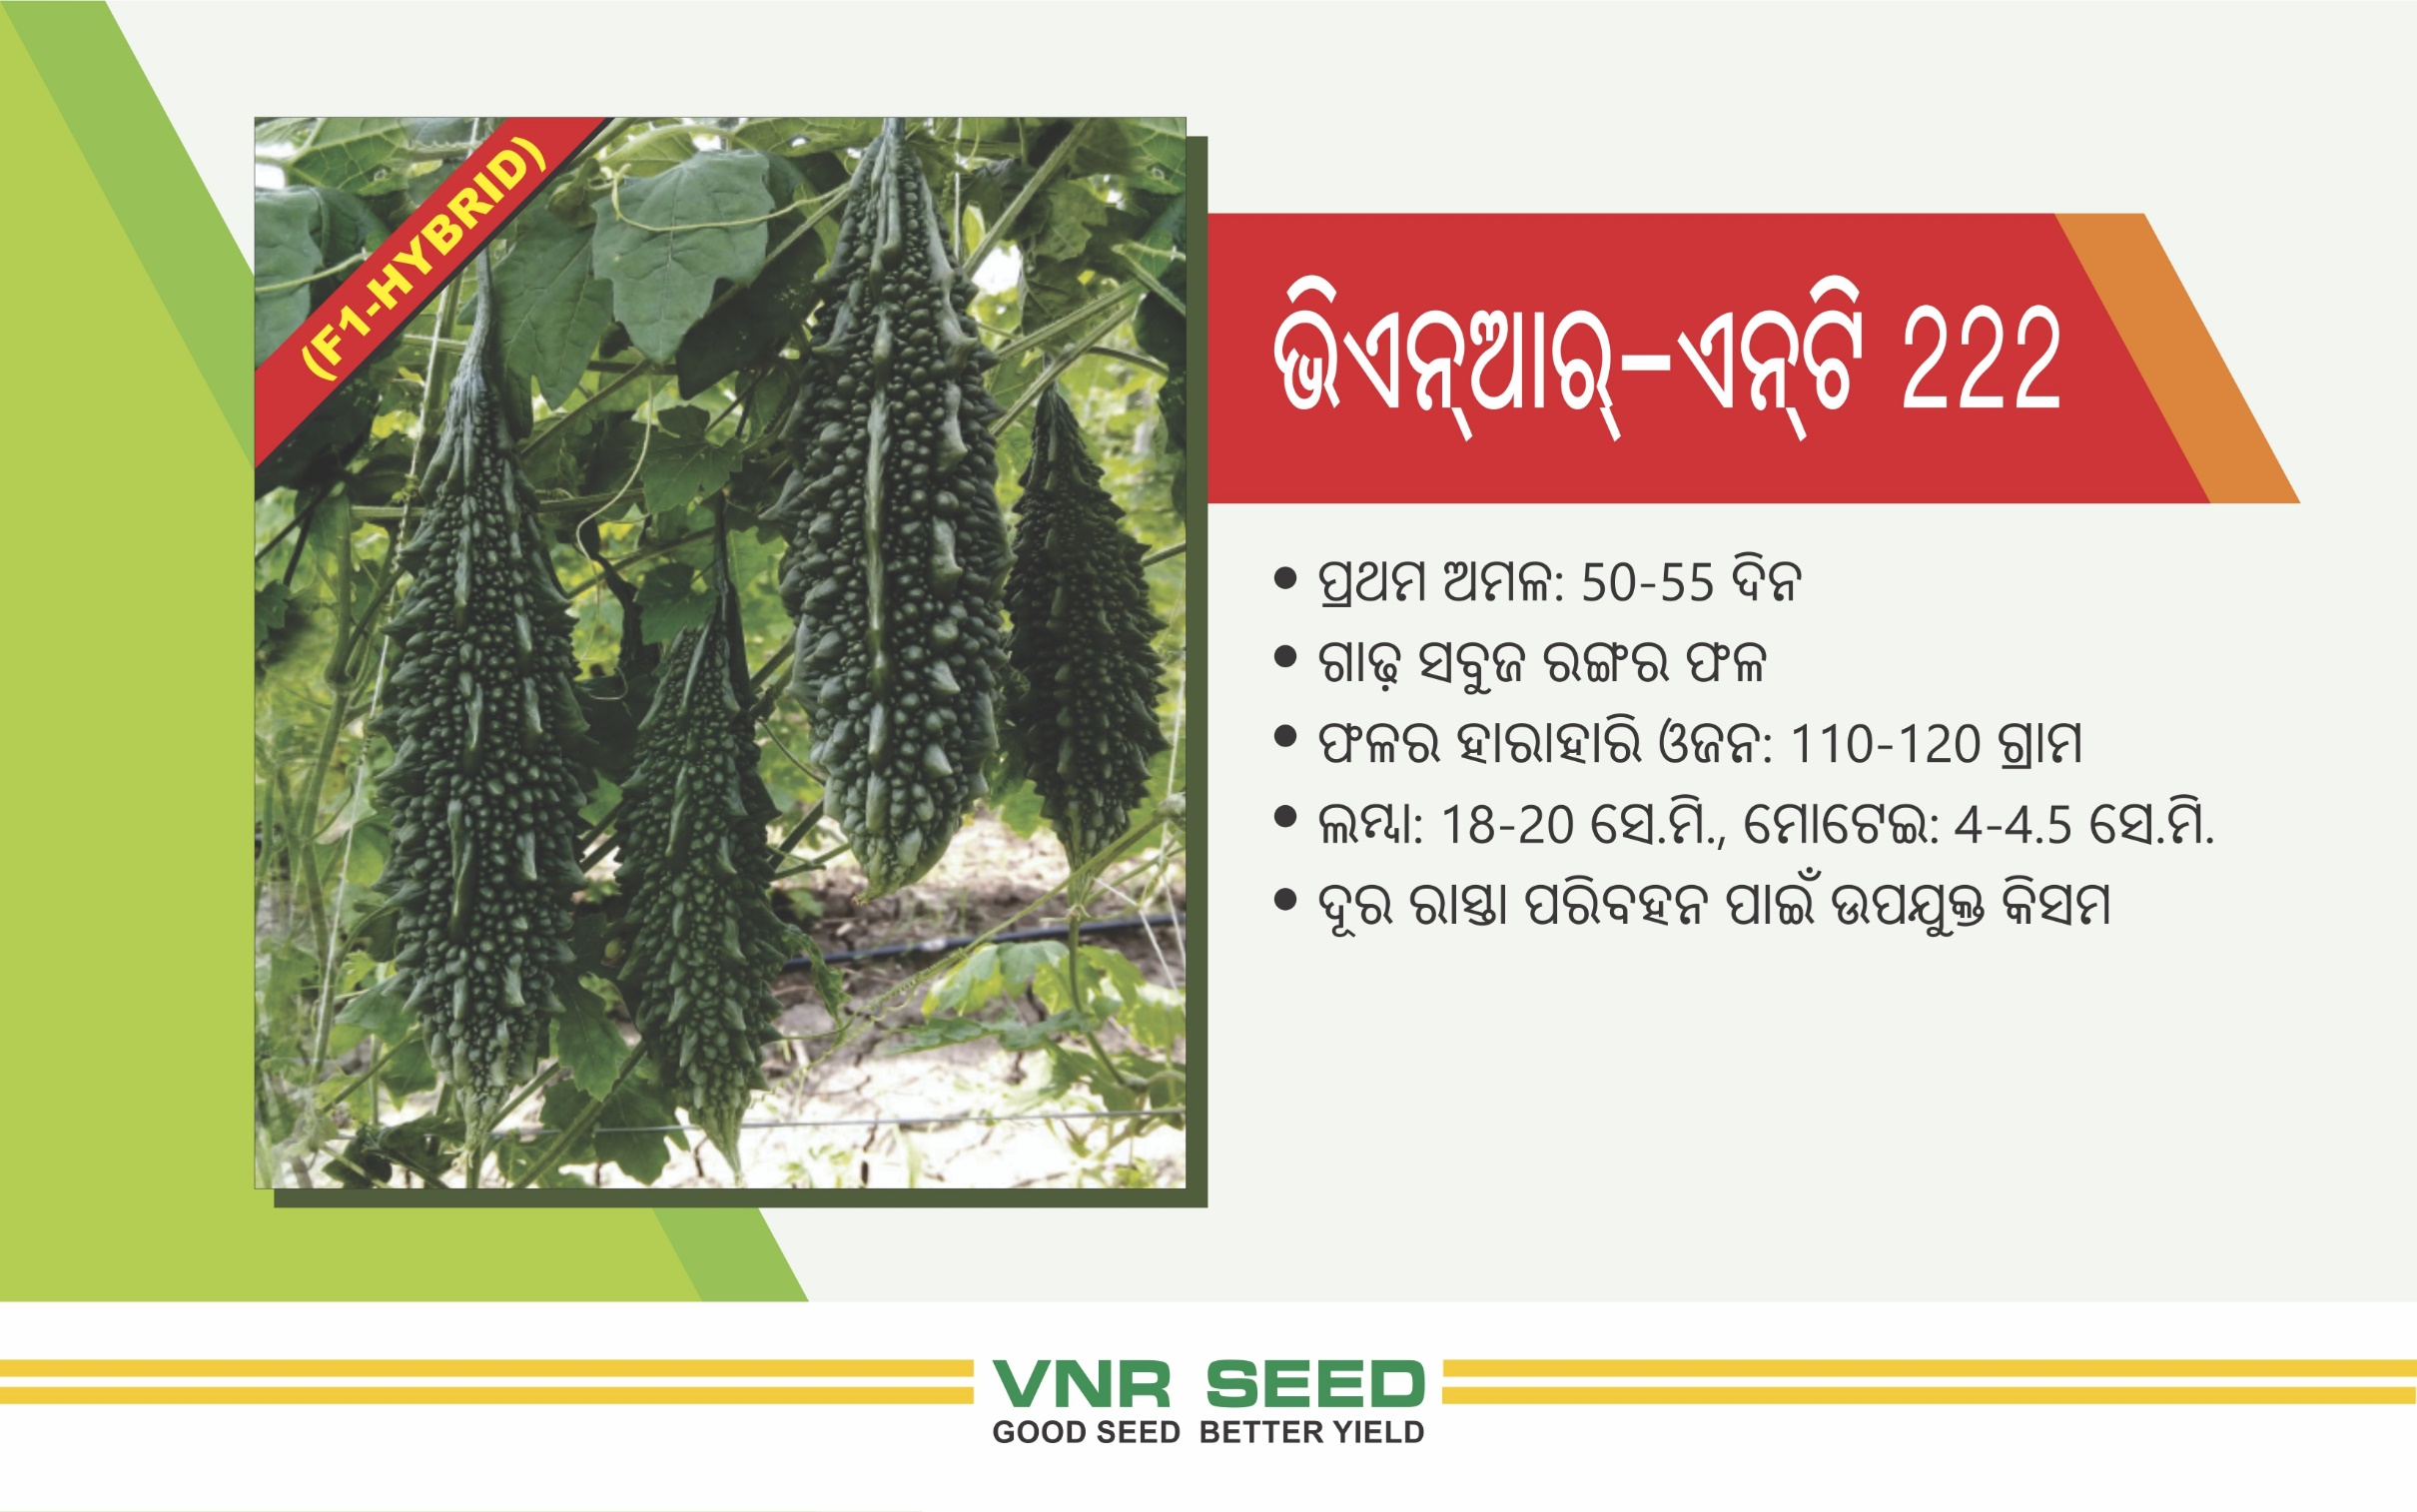 (F1-HYBRID)
ଭିଏନ୍ଆର୍-ଏନ୍ଟି 222
• ପ୍ରଥମ ଅମଳ: 50-55 ଦିନ
• ଗାଢ଼ ସବୁଜ ରଙ୍ଗର ଫଳ
• ଫଳର ହାରାହାରି ଓଜନ: 110-120 ଗ୍ରାମ
• ଲମ୍ଵା: 18-20 ସେ.ମି., ମୋଟେଇ: 4-4.5 ସେ.ମି.
• ଦୂର ରାସ୍ତା ପରିବହନ ପାଇଁ ଉପଯୁକ୍ତ କିସମ
VNR SEED
GOOD SEED BETTER YIELD